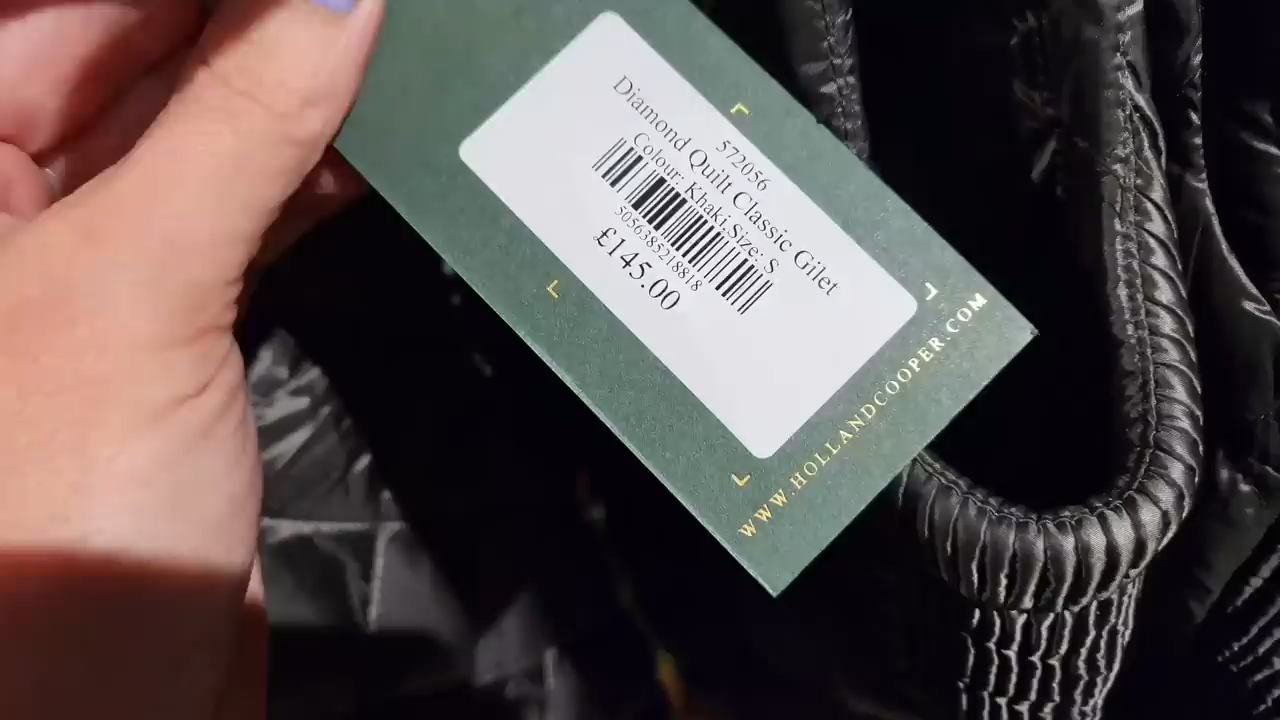 572056
Diamond Quilt Classic Gilet
Colour: Khaki,Size: S
5056385218818
£145.00
WWW.HOLLANDCOOPER.COM